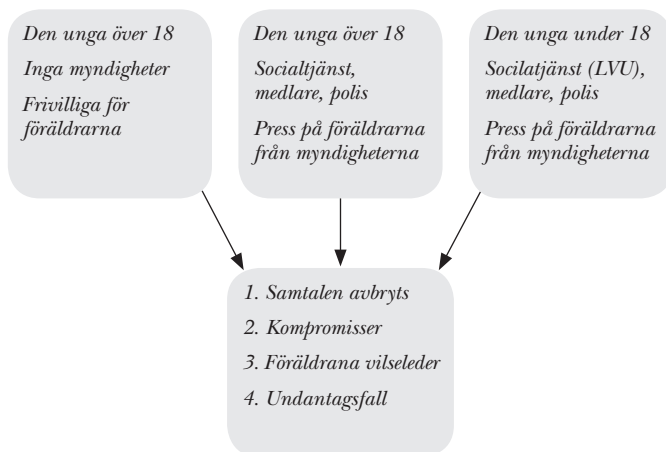 Den unga över 18
Inga myndigheter
Frivilliga för
föräldrarna
Den unga över 18
Socialtjänst,
medlare, polis
Press på föräldrarna
från myndigheterna
Den unga under 18
Socilatjänst (LVU),
medlare, polis
Press på föräldrarna
från myndigheterna
1. Samtalen avbryts
2. Kompromisser
3. Föräldrana vilseleder
4. Undantagsfall